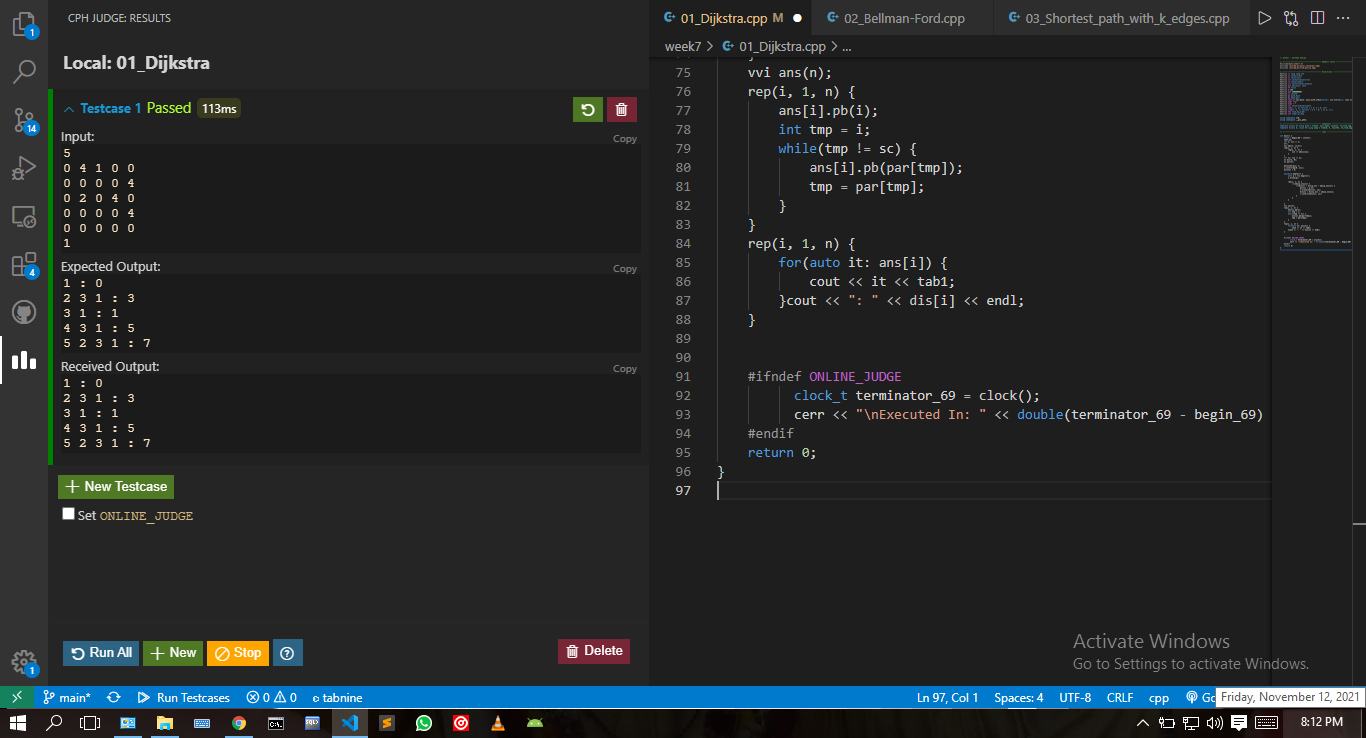 CPH JUDGE: RESULTS
Local: 01_Dijkstra
Testcase 1 Passed 113ms
Input:
Copy
5
0 4 1 0 0
0 0 0 0 4
0 2 0 4 0
0 0 0 0 4
0 0 0 0 0
1
Expected Output:
Copy
1 : 0
2 3 1 : 3
3 1 : 1
4 3 1 : 5
5 2 3 1 : 7
Received Output:
Copy
1 : 0
2 3 1 : 3
3 1 : 1
4 3 1 : 5
5 2 3 1 : 7
New Testcase
Set ONLINE_JUDGE
Run All
New
Stop
Delete
1
14
4
1
01_Dijkstra.cpp M
02_Bellman-Ford.cpp
03_Shortest_path_with_k_edges.cpp
week7 > 01_Dijkstra.cpp > ...
75 vvi ans(n);
76 rep(i, 1, n) {
77 ans[i].pb(i);
78 int tmp = i;
79 while(tmp != sc) {
80 ans[i].pb(par[tmp]);
81 tmp = par[tmp];
82 }
83 }
84 rep(i, 1, n) {
85 for(auto it: ans[i]) {
86 cout << it << tab1;
87 }cout << ": " << dis[i] << endl;
88 }
89
90
91 #ifndef ONLINE_JUDGE
92 clock_t terminator_69 = clock();
93 cerr << "\nExecuted In: " << double(terminator_69 - begin_69)
94 #endif
95 return 0;
96 }
97
Activate Windows
Go to Settings to activate Windows.
main*
Run Testcases
0 0
tabnine
Ln 97, Col 1
Spaces: 4
UTF-8
CRLF
cpp
Go
Friday, November 12, 2021
8:12 PM